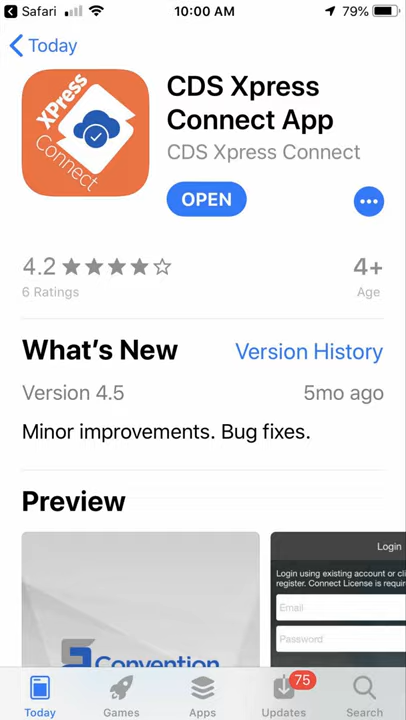 Safari
10:00 AM
79%
Today
XPress
Connect
CDS Xpress
Connect App
CDS Xpress Connect
OPEN
4.2
4+
6 Ratings
Age
What's New
Version History
Version 4.5
5mo ago
Minor improvements. Bug fixes.
Preview
Convention
Login
Login using existing account or cli
register. Connect License is requir
Email
Password
Today
Games
Apps
75
Updates
Search